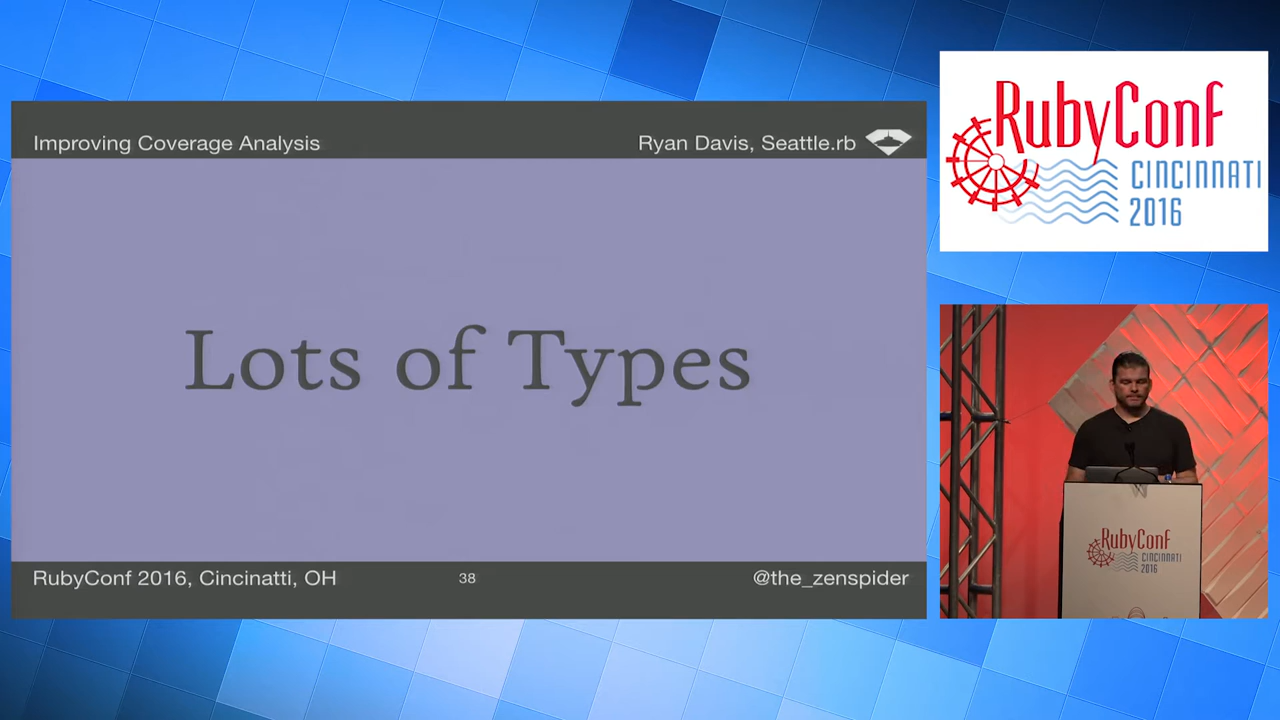 Improving Coverage Analysis
Ryan Davis, Seattle.rb
Lots of Types
RubyConf 2016, Cincinatti, OH
38
@the_zenspider
RubyConf
CINCINNATI
2016
RubyConf
CINCINNATI
2016